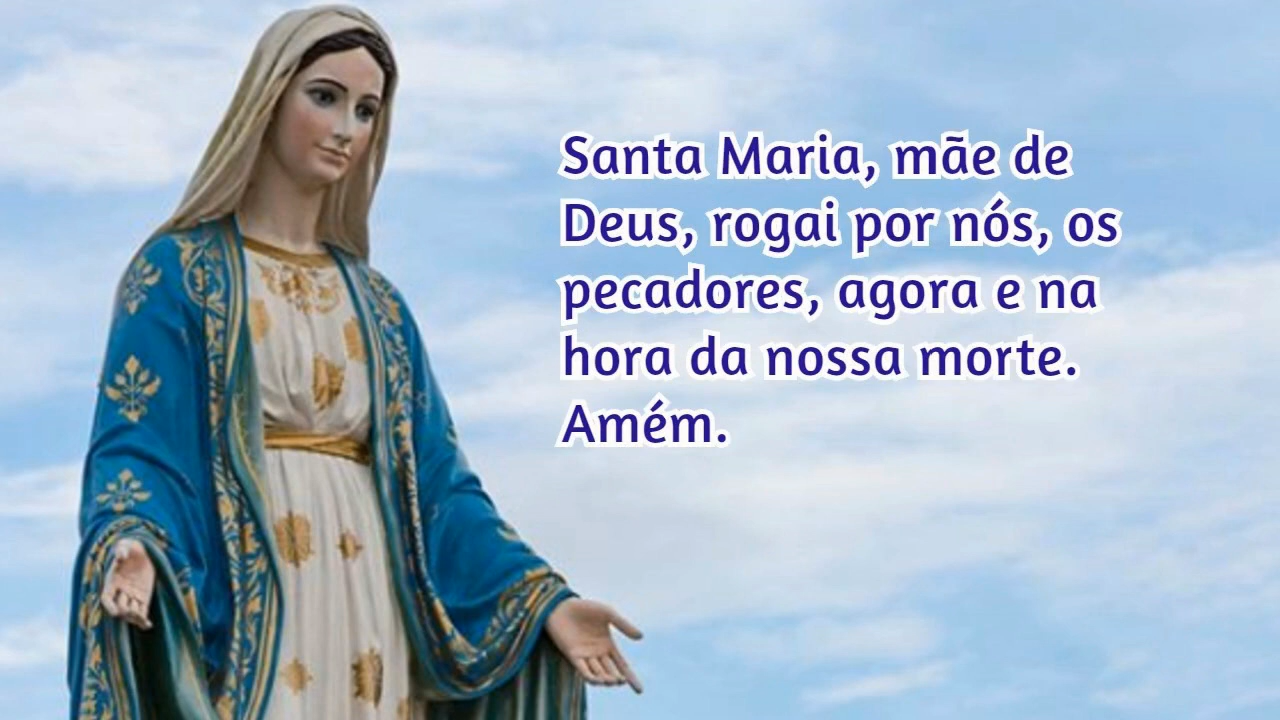 Santa Maria, mãe de
Deus, rogai por nós, os
pecadores, agora e na
hora da nossa morte.
Amém.